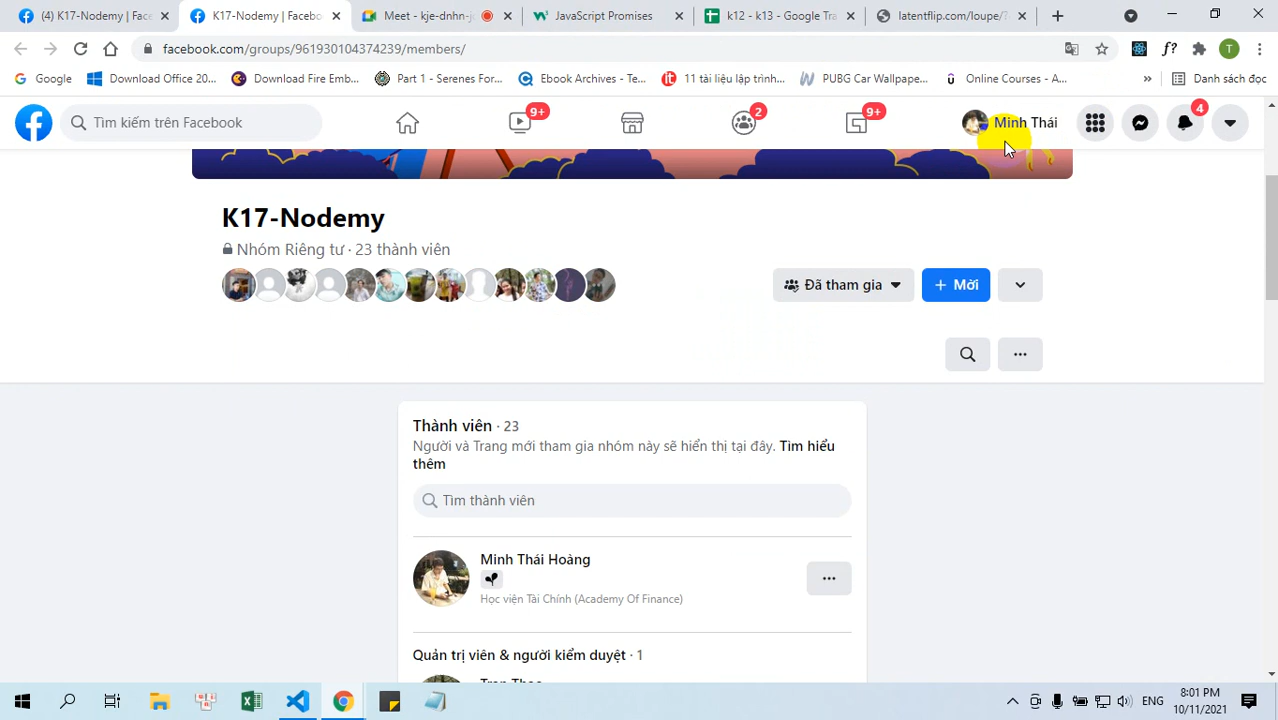 (4) K17-Nodemy | Face
K17-Nodemy | Facebo
Meet - kje-dnhn-
JavaScript Promises
k12 - k13 - Google Tra
latentflip.com/loupe/?
facebook.com/groups/961930104374239/members/
f?
T
Google
Download Office 20...
Download Fire Emb...
Part 1 - Serenes For...
Ebook Archives - Te...
11 tài liệu lập trình...
PUBG Car Wallpape...
Online Courses - A...
»
Danh sách đọc
Tìm kiếm trên Facebook
9+
2
9+
Minh Thái
4
K17-Nodemy
Nhóm Riêng tư · 23 thành viên
Đã tham gia
+ Mời
Thành viên · 23
Người và Trang mới tham gia nhóm này sẽ hiển thị tại đây. Tìm hiểu
thêm
Tìm thành viên
Minh Thái Hoàng
Học viện Tài Chính (Academy Of Finance)
Quản trị viên & người kiểm duyệt · 1
ENG
8:01 PM
10/11/2021